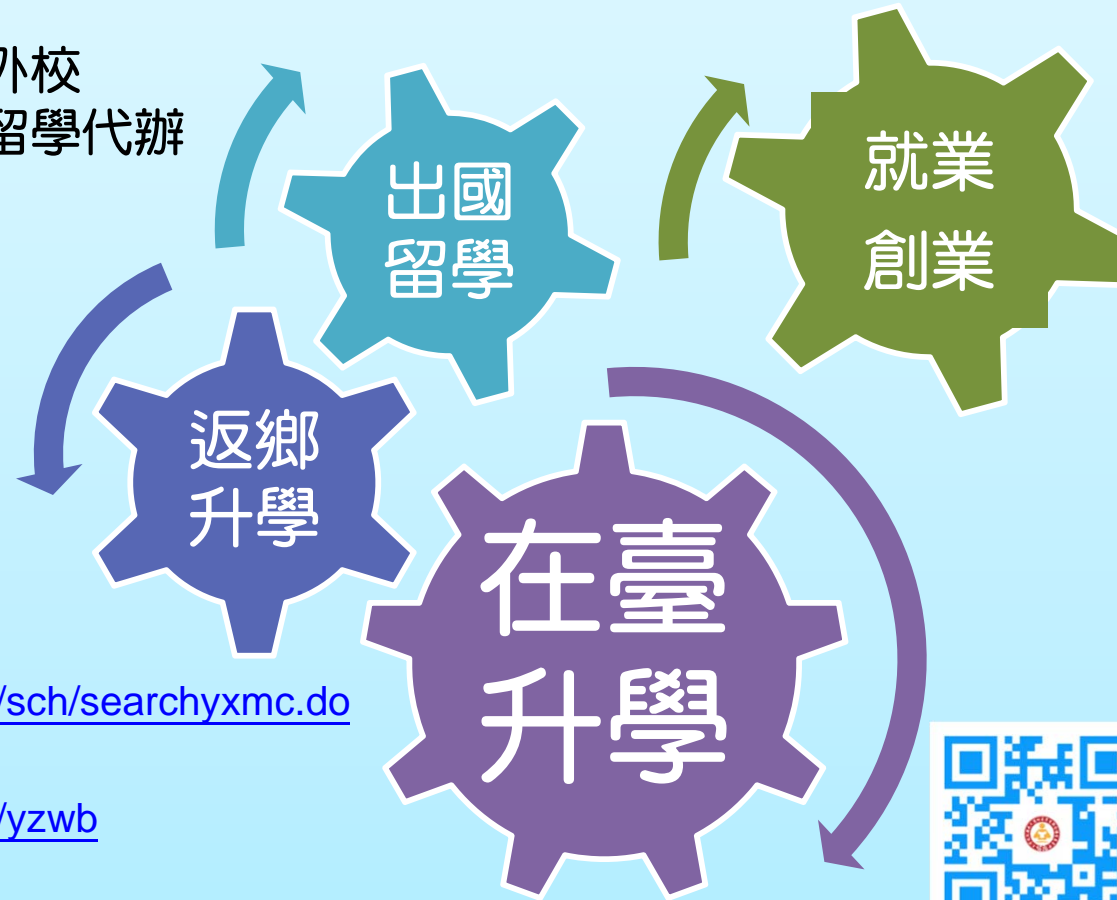 外校
留學代辦
出國
留學
就業
創業
返鄉
升學
在臺
升學
/sch/searchyxmc.do
/yzwb